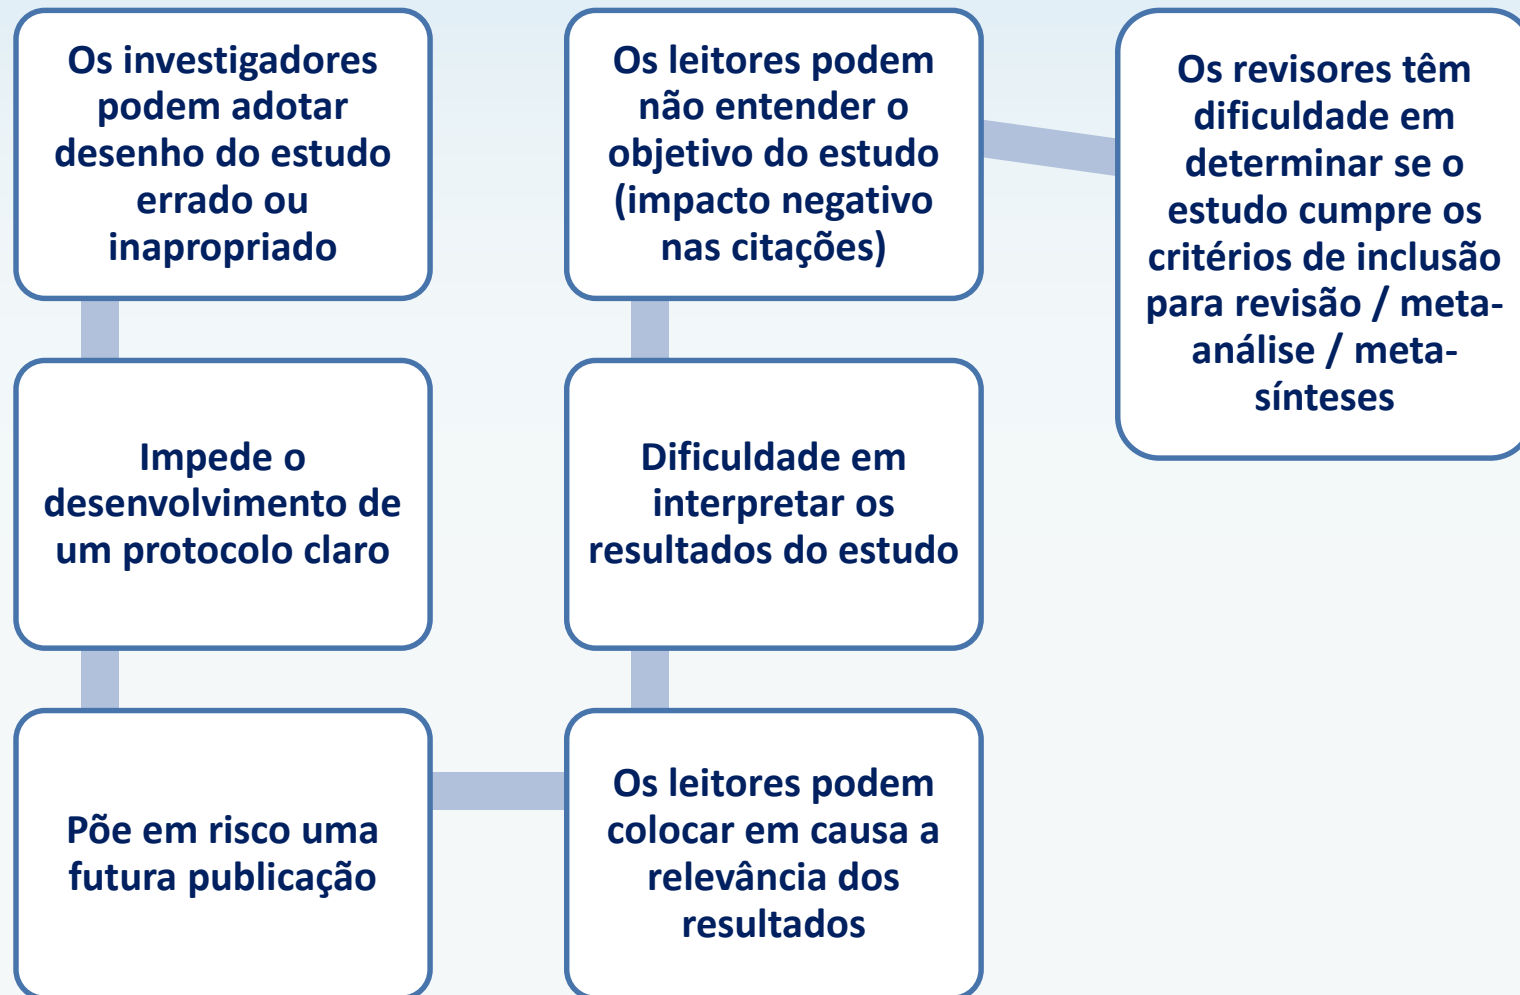 Os investigadores
podem adotar
desenho do estudo
errado ou
inapropriado
Impede o
desenvolvimento de
um protocolo claro
Põe em risco uma
futura publicação
Os leitores podem
colocar em causa a
relevância dos
resultados
Dificuldade em
interpretar os
resultados do estudo
Os leitores podem
não entender o
objetivo do estudo
(impacto negativo
nas citações)
Os revisores têm
dificuldade em
determinar se o
estudo cumpre os
critérios de inclusão
para revisão / meta-
análise / meta-
sínteses